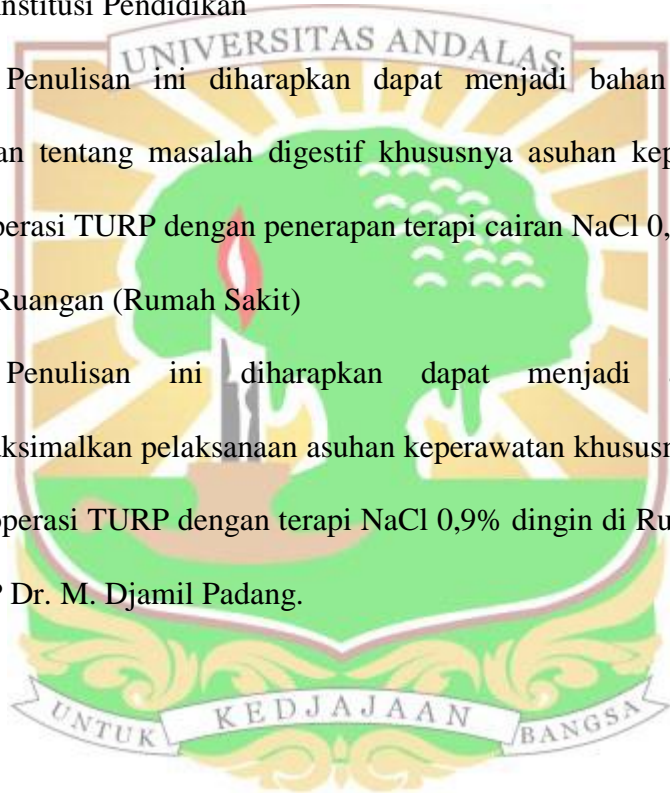 nstitusi Pendidikan
UNIVERSITAS ANDALAS
Penulisan ini diharapkan dapat menjadi bahan
an tentang masalah digestif khususnya asuhan kep
perasi TURP dengan penerapan terapi cairan NaCl 0,
Ruangan (Rumah Sakit)
Penulisan ini diharapkan dapat menjadi
ksimalkan pelaksanaan asuhan keperawatan khususn
operasi TURP dengan terapi NaCl 0,9% dingin di Ru
P Dr. M. Djamil Padang.
UNTUK KEDJAJAAN BANGSA